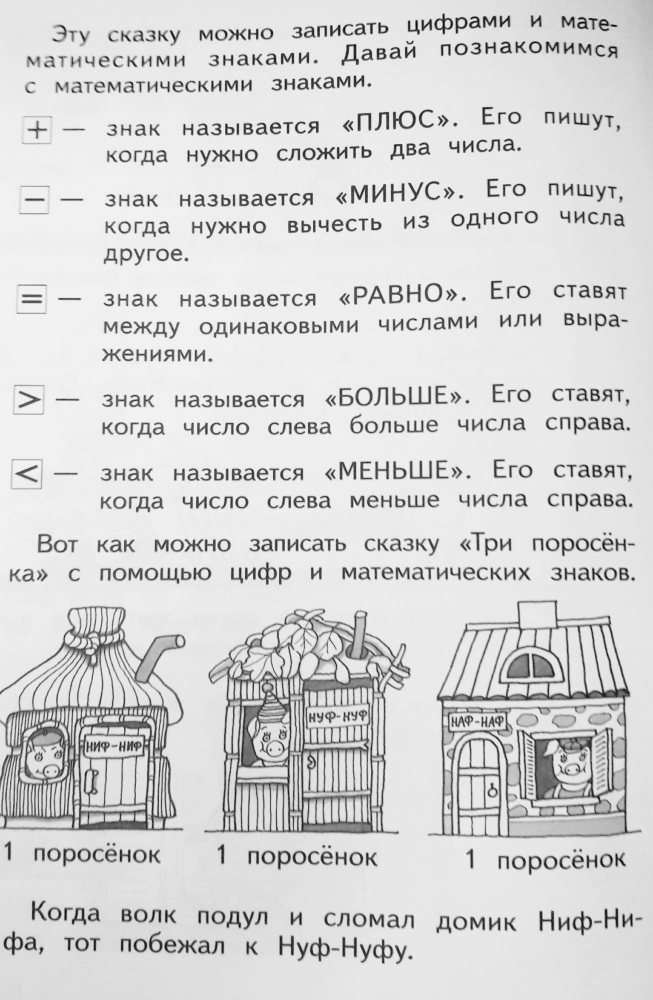 Эту сказку можно записать цифрами и мате-
матическими знаками. Давай познакомимся
с математическими знаками.
+ — знак называется «ПЛЮС». Его пишут,
когда нужно сложить два числа.
− — знак называется «МИНУС». Его пишут,
когда нужно вычесть из одного числа
другое.
= — знак называется «РАВНО». Его ставят
между одинаковыми числами или выра-
жениями.
> — знак называется «БОЛЬШЕ». Его ставят,
когда число слева больше числа справа.
< — знак называется «МЕНЬШЕ». Его ставят,
когда число слева меньше числа справа.
Вот как можно записать сказку «Три поросён-
ка» с помощью цифр и математических знаков.
НИФ-НИФ
НУФ-НУФ
НАФ-НАФ
1 поросёнок 1 поросёнок 1 поросёнок
Когда волк подул и сломал домик Ниф-Ни-
фа, тот побежал к Нуф-Нуфу.